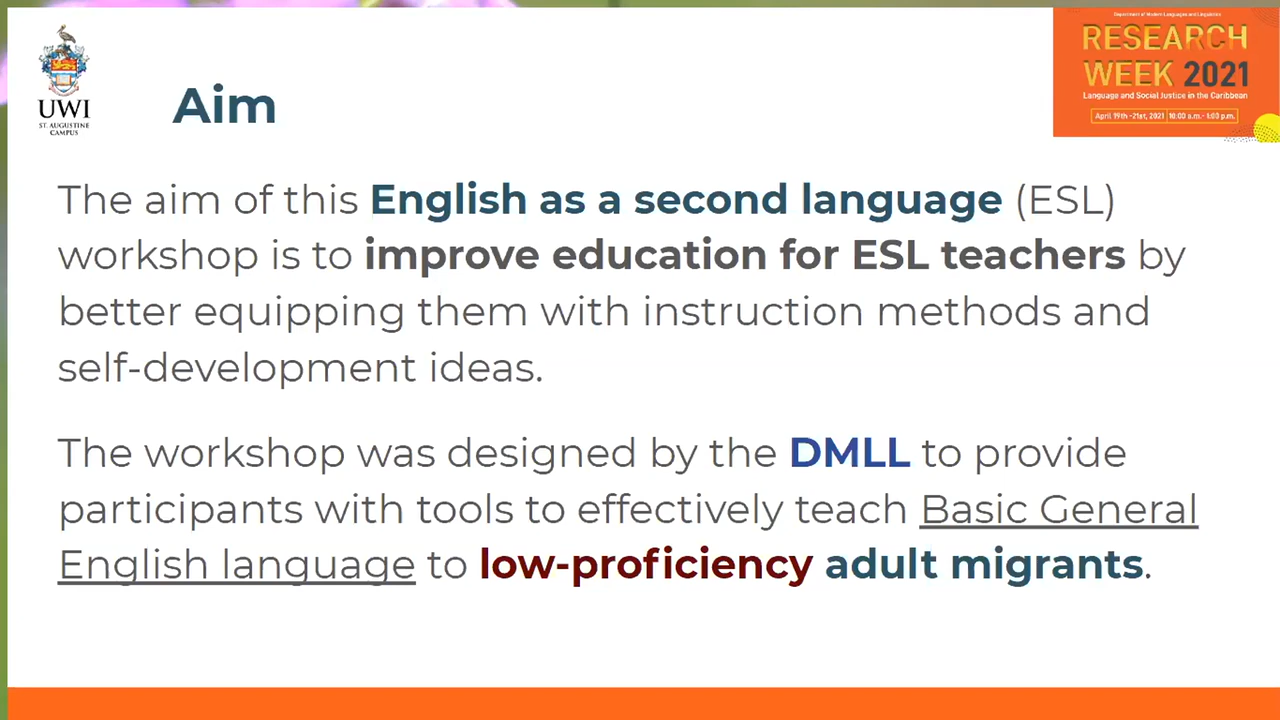 UWI
ST. AUGUSTINE
CAMPUS
Aim
Department of Modern Languages and Linguistics
RESEARCH
WEEK 2021
Language and Social Justice in the Caribbean
April 19th -21st, 2021 | 10:00 a.m.- 1:00 p.m.
The aim of this English as a second language (ESL)
workshop is to improve education for ESL teachers by
better equipping them with instruction methods and
self-development ideas.
The workshop was designed by the DMLL to provide
participants with tools to effectively teach Basic General
English language to low-proficiency adult migrants.